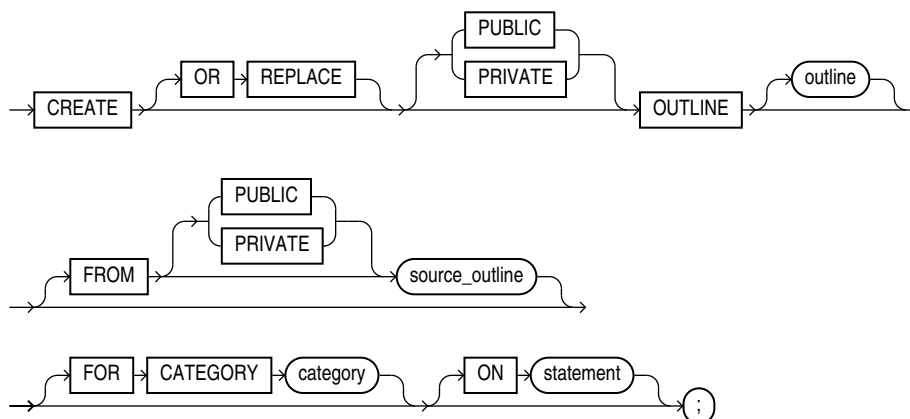 PUBLIC
OR REPLACE PRIVATE outline
CREATE OUTLINE
PUBLIC
PRIVATE
FROM source_outline
FOR CATEGORY category ON statement
;